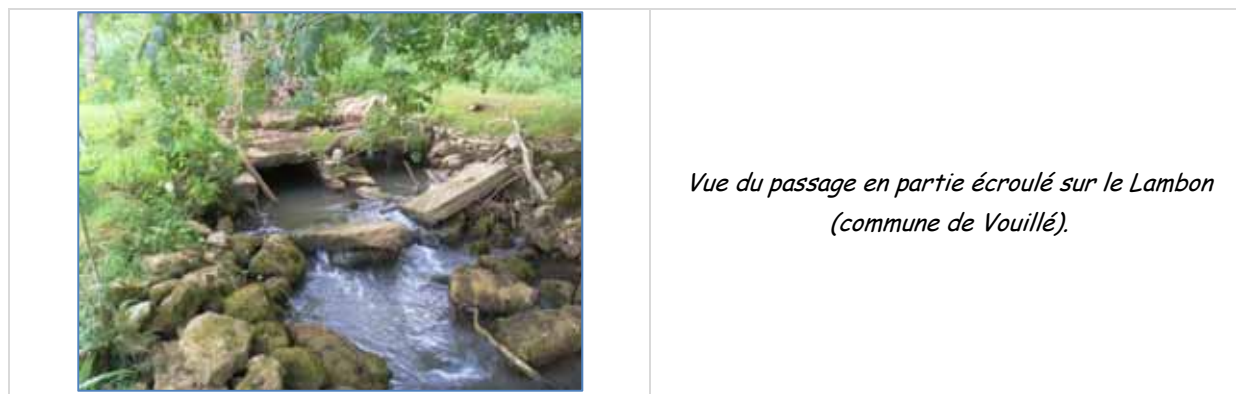 Vue du passage en partie écroulé sur le Lambon
(commune de Vouillé).